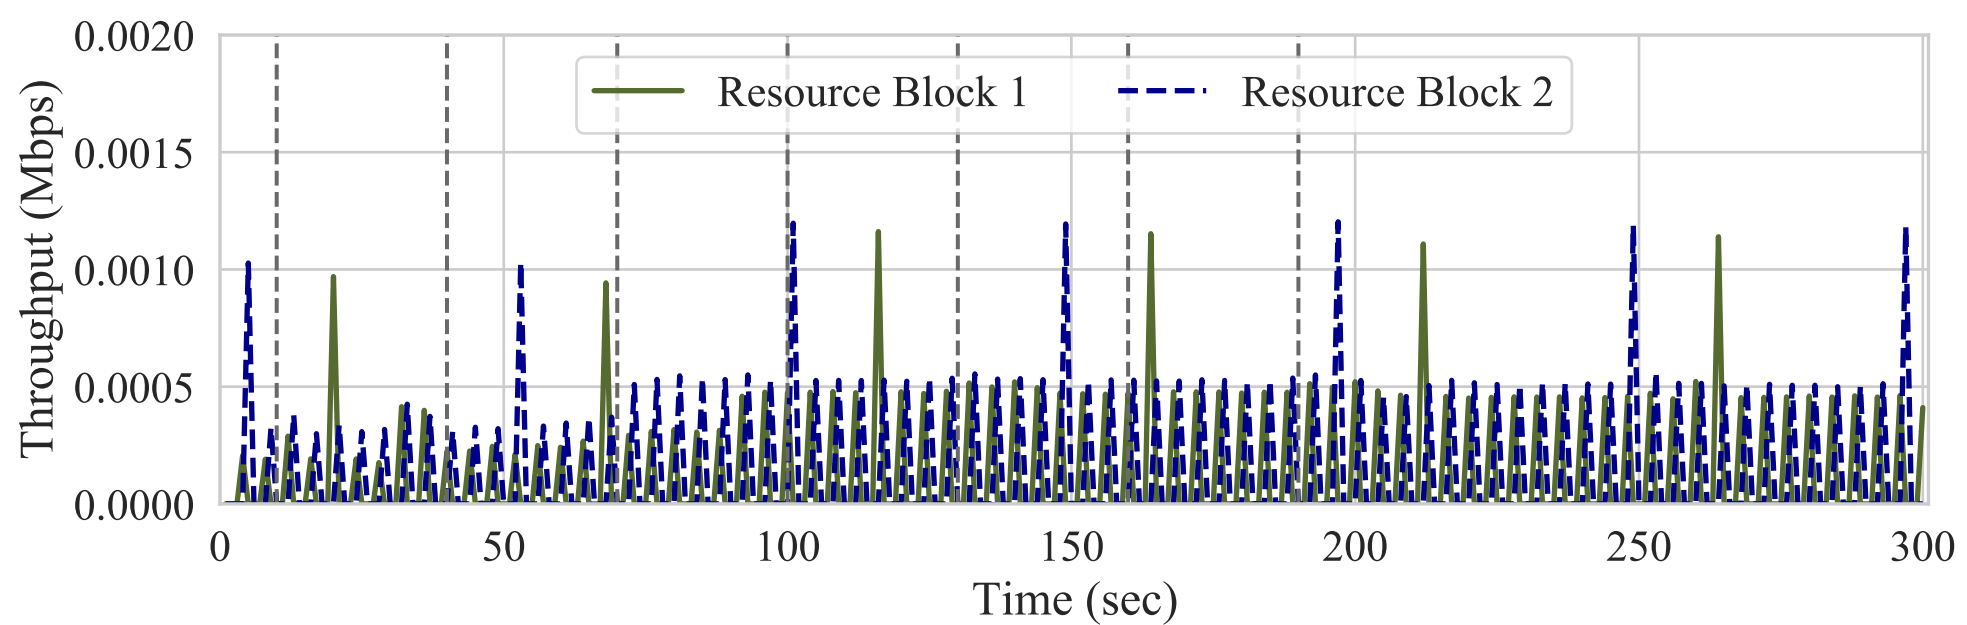 Throughput (Mbps)
0.0020
0.0015
0.0010
0.0005
0.0000
Resource Block 1
Resource Block 2
0 50 100 150 200 250 300
Time (sec)